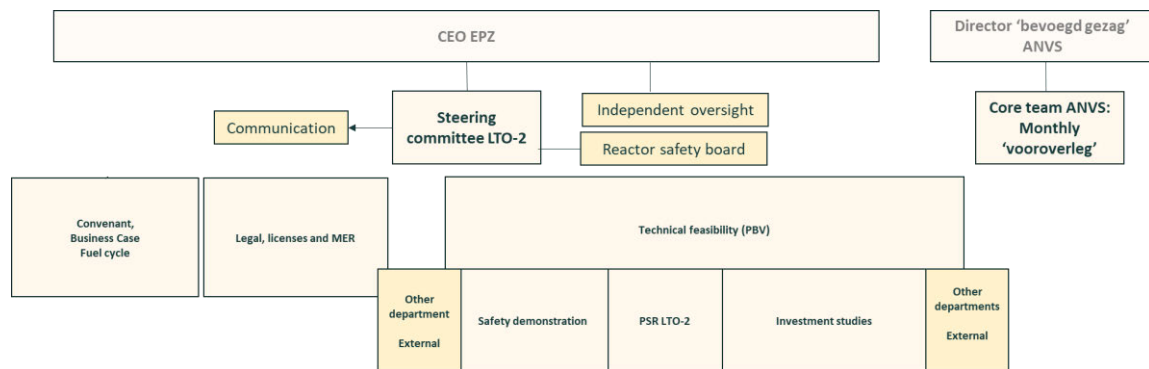 CEO EPZ
Director ‘bevoegd gezag’
ANVS
Communication
Steering
committee LTO-2
Independent oversight
Reactor safety board
Core team ANVS:
Monthly
‘vooroverleg’
Convenant,
Business Case
Fuel cycle
Legal, licenses and MER
Technical feasibility (PBV)
Other
department
External
Safety demonstration
PSR LTO-2
Investment studies
Other
departments
External